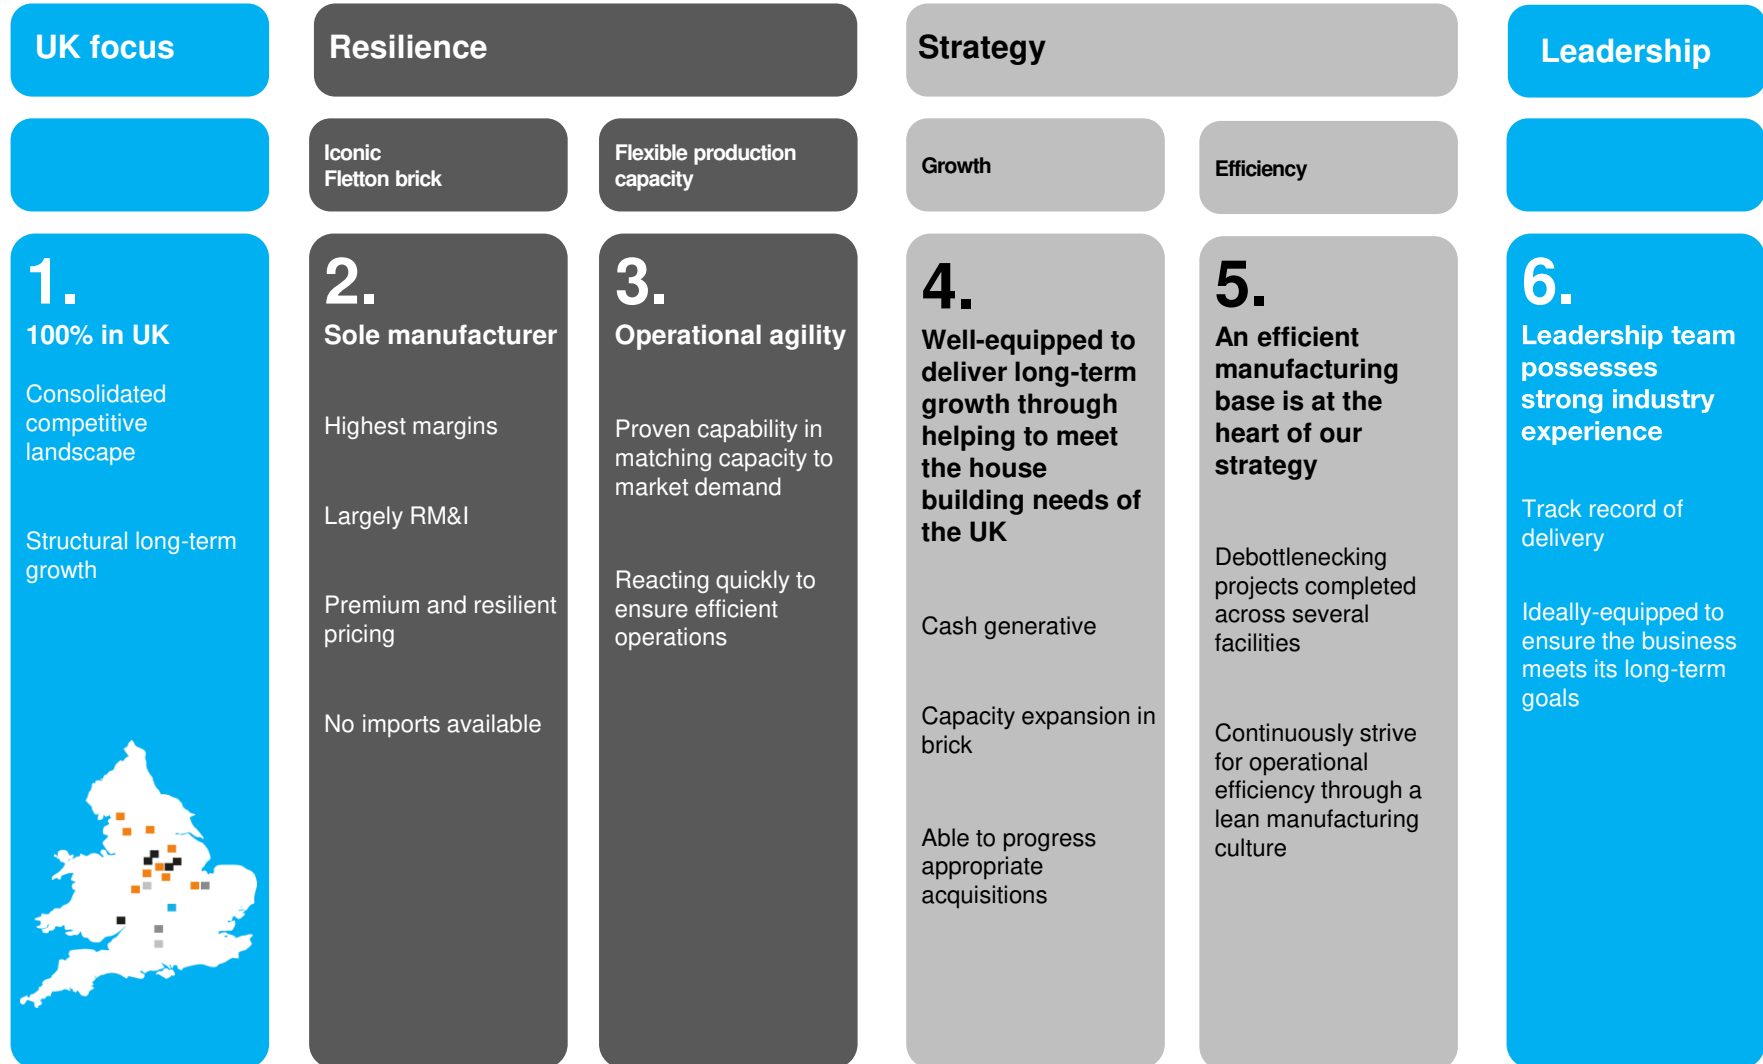 UK focus
Resilience
Strategy
Leadership
Iconic
Fletton brick
Flexible production
capacity
Growth
Efficiency
1.
100% in UK
Consolidated
competitive
landscape
Structural long-term
growth
2.
Sole manufacturer
Highest margins
Largely RM&I
Premium and resilient
pricing
No imports available
3.
Operational agility
Proven capability in
matching capacity to
market demand
Reacting quickly to
ensure efficient
operations
4.
Well-equipped to
deliver long-term
growth through
helping to meet
the house
building needs of
the UK
Cash generative
Capacity expansion in
brick
Able to progress
appropriate
acquisitions
5.
An efficient
manufacturing
base is at the
heart of our
strategy
Debottlenecking
projects completed
across several
facilities
Continuously strive
for operational
efficiency through a
lean manufacturing
culture
6.
Leadership team
possesses
strong industry
experience
Track record of
delivery
Ideally-equipped to
ensure the business
meets its long-term
goals